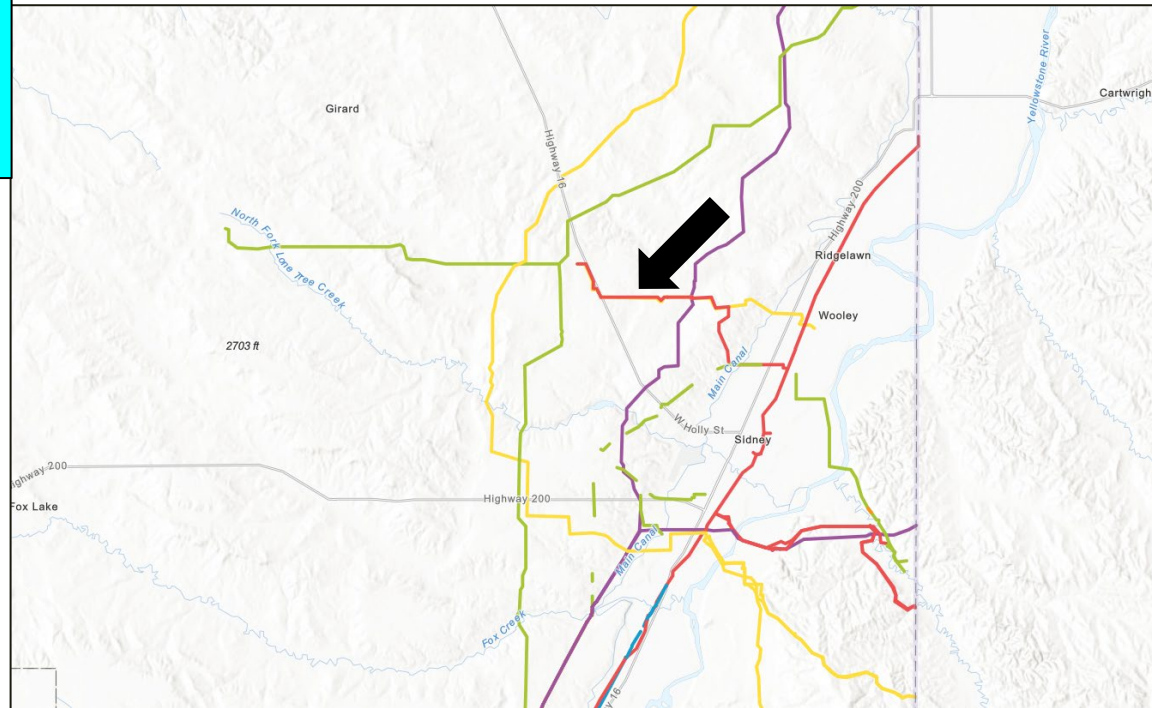 Yellowstone River
Cartwrigh
Girard
Highway 16
Highway 200
North Fork Lone Tree Creek
Ridgelawn
Wooley
2703 ft
Main Canal
W Holly St
Sidney
ighway 200
Highway 200
Fox Lake
Main Canal
Fox Creek
y 16